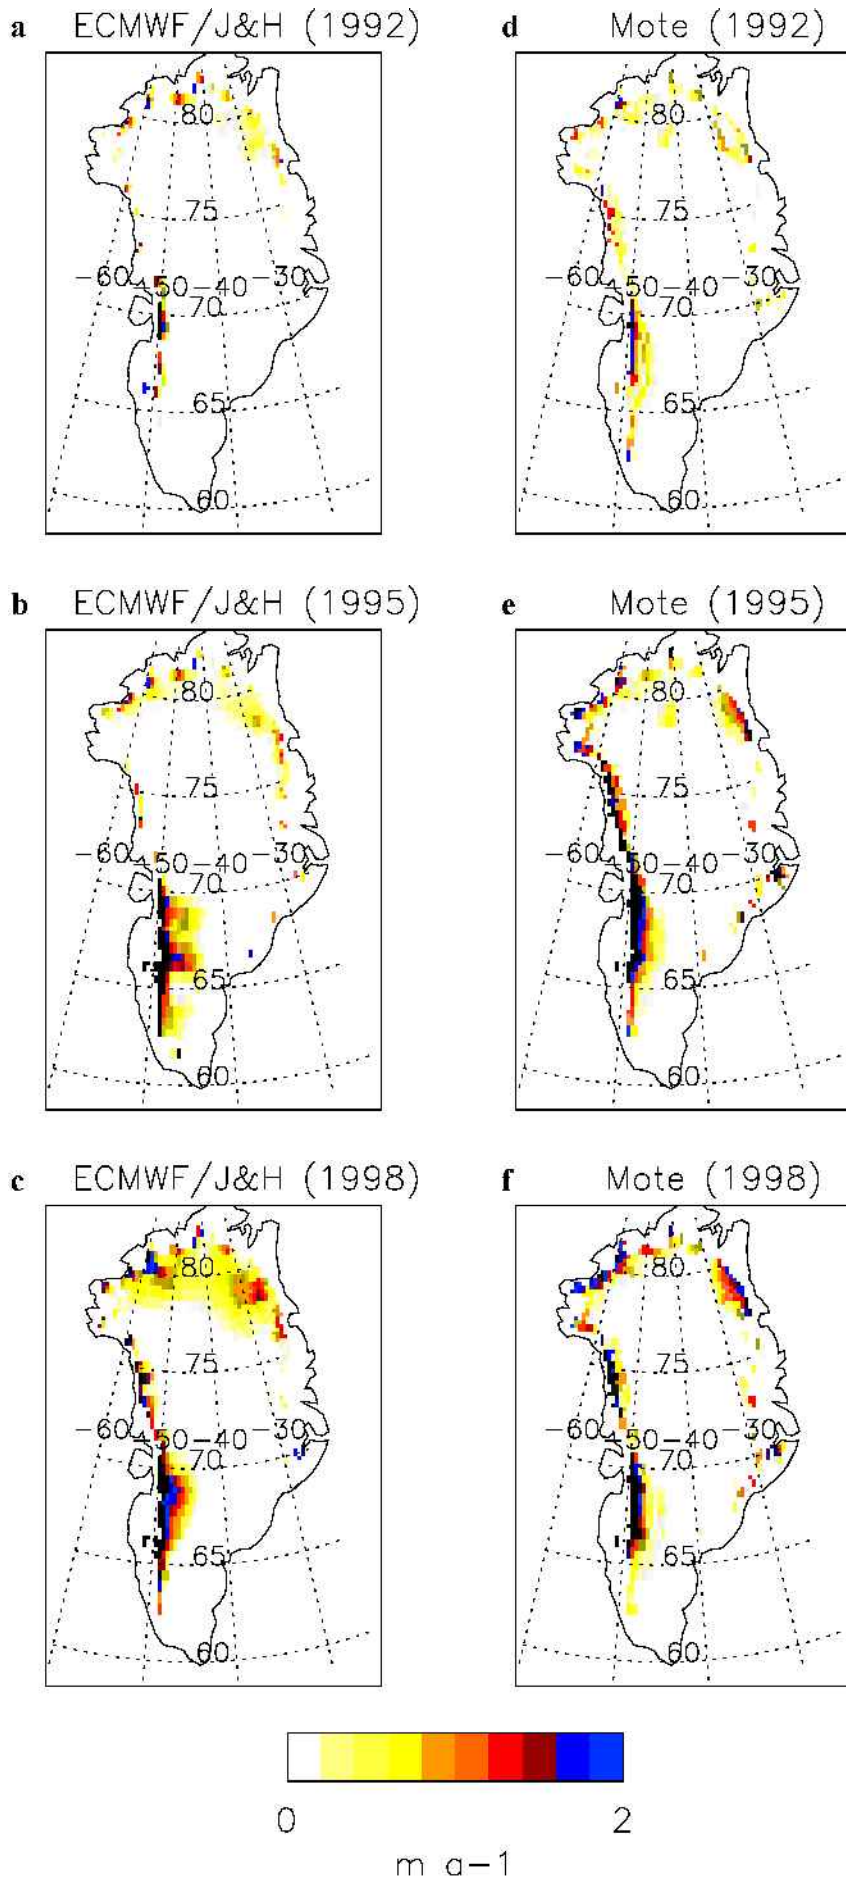 a ECMWF/J&H (1992)
d Mote (1992)
80
80
75
75
-60 -50 -40 -30
-60 -50 -40 -30
70
70
65
65
60
60
b ECMWF/J&H (1995)
e Mote (1995)
80
80
75
75
-60 -50 -40 -30
-60 -50 -40 -30
70
70
65
65
60
60
c ECMWF/J&H (1998)
f Mote (1998)
80
80
75
75
-60 -50 -40 -30
-60 -50 -40 -30
70
70
65
65
60
60
0 2
m a-1